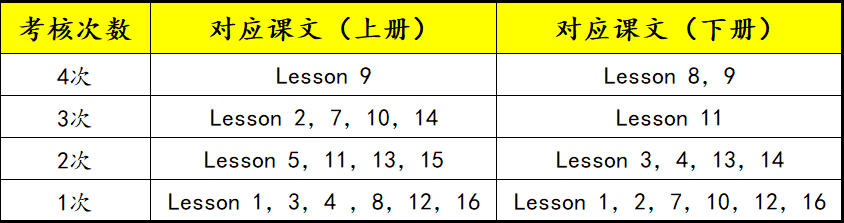 考核次数 对应课文（上册） 对应课文（下册）
4次 Lesson 9 Lesson 8, 9
3次 Lesson 2, 7, 10, 14 Lesson 11
2次 Lesson 5, 11, 13, 15 Lesson 3, 4, 13, 14
1次 Lesson 1, 3, 4 , 8, 12, 16 Lesson 1, 2, 7, 10, 12, 16